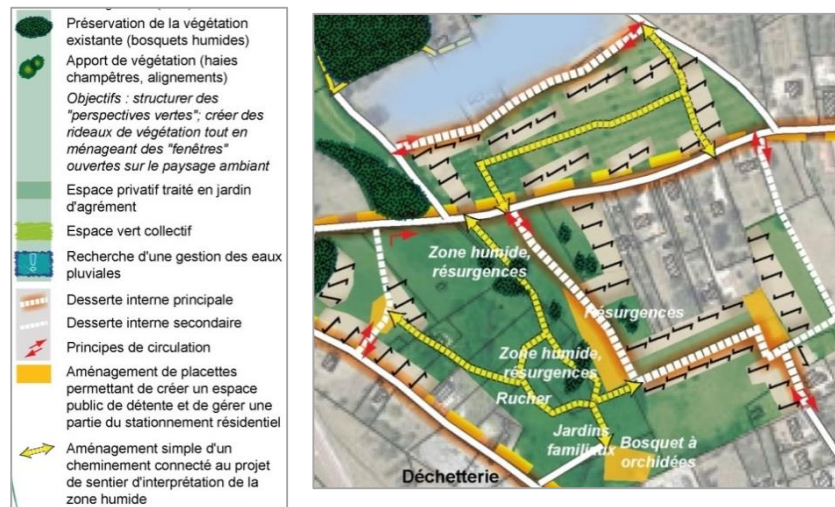 Préservation de la végétation
existante (bosquets humides)
Apport de végétation (haies
champêtres, alignements)
Objectifs : structurer des
"perspectives vertes"; créer des
rideaux de végétation tout en
ménageant des "fenêtres"
ouvertes sur le paysage ambiant
Espace privatif traité en jardin
d'agrément
Espace vert collectif
Recherche d'une gestion des eaux
pluviales
Desserte interne principale
Desserte interne secondaire
Principes de circulation
Aménagement de placettes
permettant de créer un espace
public de détente et de gérer une
partie du stationnement résidentiel
Aménagement simple d'un
cheminement connecté au projet
de sentier d'interprétation de la
zone humide
Zone humide,
résurgences
Résurgences
Zone humide,
résurgences
Rucher
Jardins
familiaux
Bosquet à
orchidées
Déchetterie